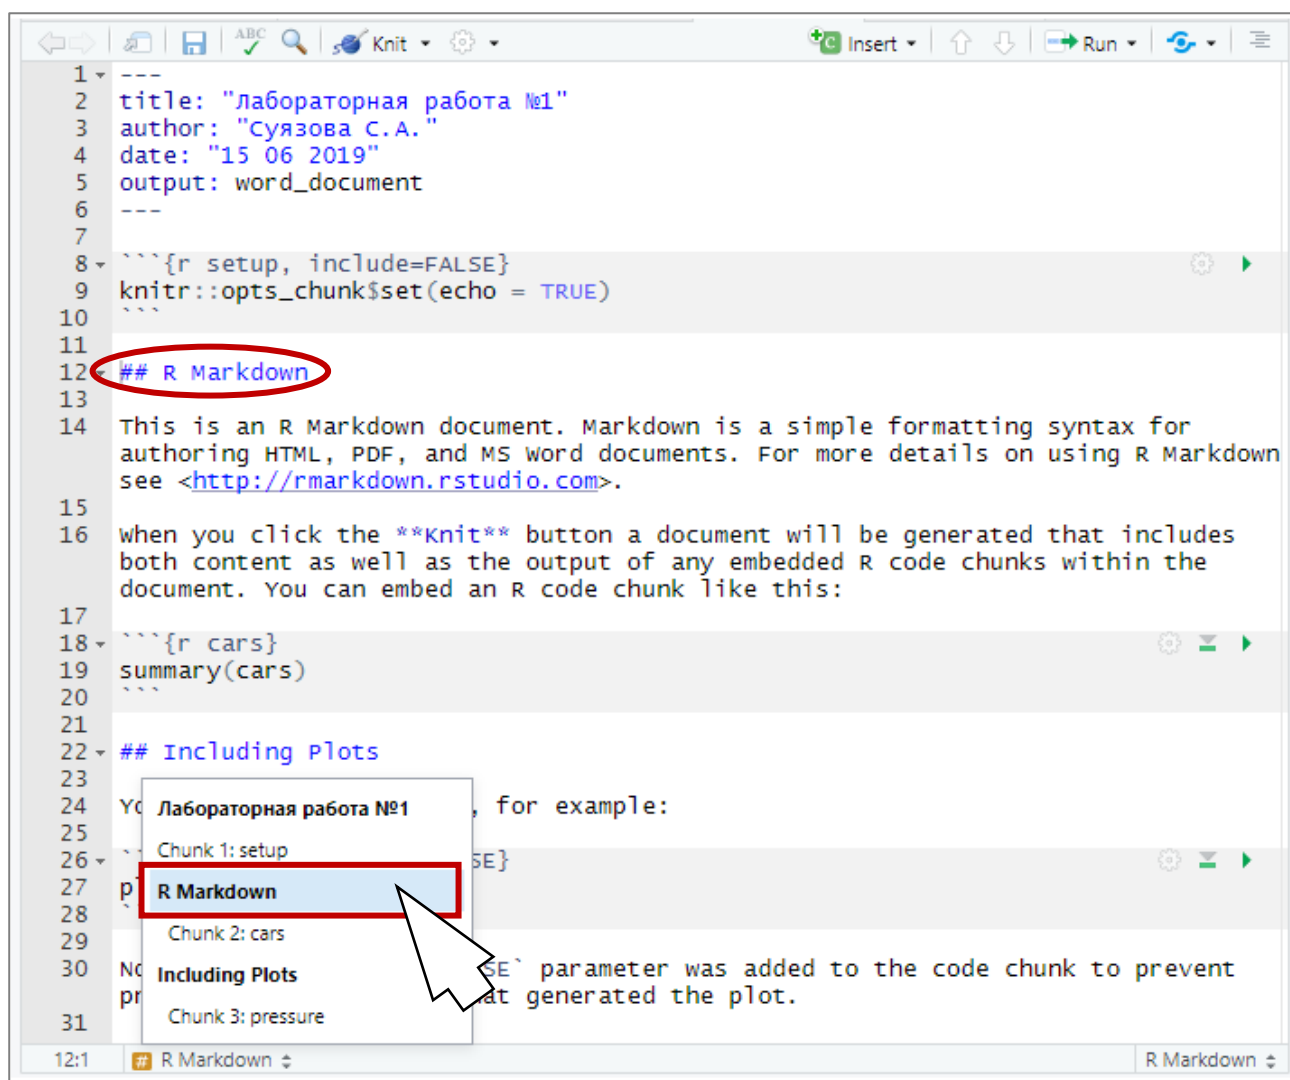 ABC Knit Insert Run
1 ---
2 title: "Лабораторная работа №1"
3 author: "Суязова С.А."
4 date: "15 06 2019"
5 output: word_document
6 ---
7
8 ```{r setup, include=FALSE}
9 knitr::opts_chunk$set(echo = TRUE)
10 ```
11
12 ## R Markdown
13
14 This is an R Markdown document. Markdown is a simple formatting syntax for
authoring HTML, PDF, and MS Word documents. For more details on using R Markdown
see <http://rmarkdown.rstudio.com>.
15
16 When you click the **Knit** button a document will be generated that includes
both content as well as the output of any embedded R code chunks within the
document. You can embed an R code chunk like this:
17
18 ```{r cars}
19 summary(cars)
20 ```
21
22 ## Including Plots
23
24 Yo , for example:
25
26 `` SE}
27 p
28 `
29
30 No SE` parameter was added to the code chunk to prevent
pr at generated the plot.
31
Лабораторная работа №1
Chunk 1: setup
R Markdown
Chunk 2: cars
Including Plots
Chunk 3: pressure
12:1 # R Markdown R Markdown